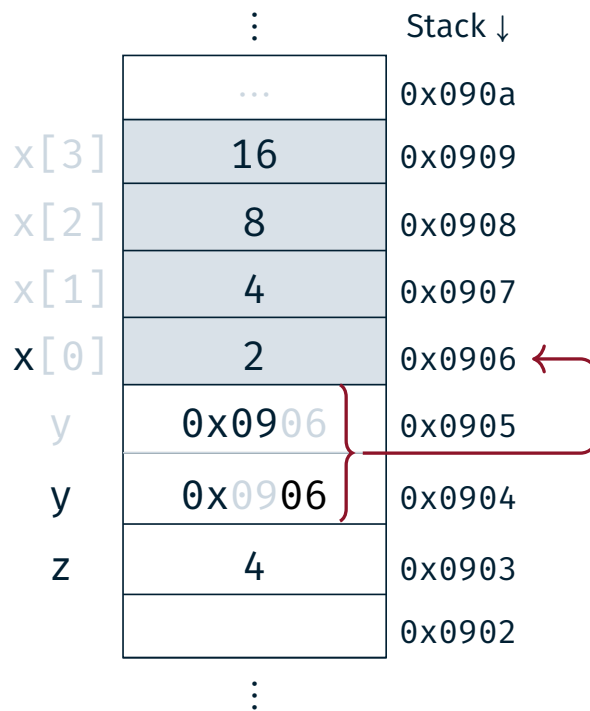 ⋮ Stack ↓
... 0x090a
x[3] 16 0x0909
x[2] 8 0x0908
x[1] 4 0x0907
x[0] 2 0x0906
y 0x0906 0x0905
y 0x0906 0x0904
z 4 0x0903
0x0902
⋮